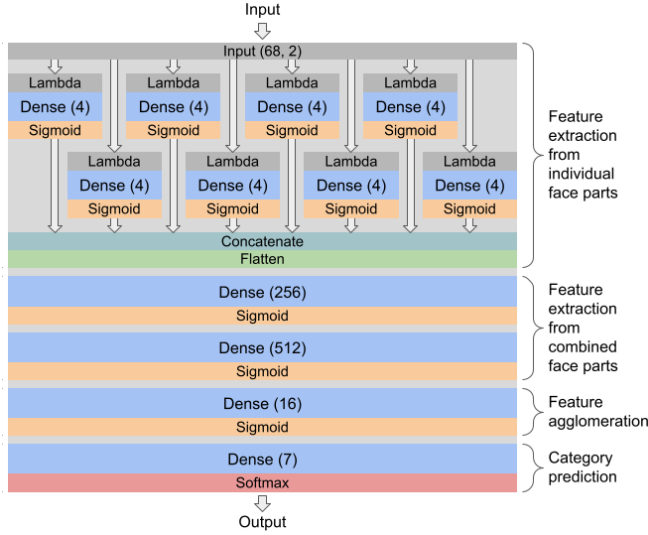 Input
Input (68, 2)
Lambda
Lambda
Lambda
Lambda
Dense (4)
Dense (4)
Dense (4)
Dense (4)
Sigmoid
Sigmoid
Sigmoid
Sigmoid
Lambda
Lambda
Lambda
Lambda
Dense (4)
Dense (4)
Dense (4)
Dense (4)
Sigmoid
Sigmoid
Sigmoid
Sigmoid
Concatenate
Flatten
Feature
extraction
from
individual
face parts
Dense (256)
Sigmoid
Dense (512)
Sigmoid
Feature
extraction
from
combined
face parts
Dense (16)
Sigmoid
Feature
agglomeration
Dense (7)
Softmax
Category
prediction
Output